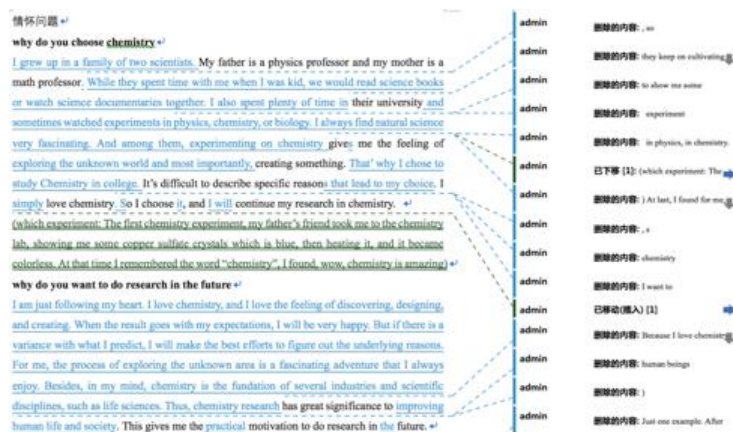 情怀问题
why do you choose chemistry
I grew up in a family of two scientists. My father is a physics professor and my mother is a
math professor. While they spent time with me when I was kid, we would read science books
or watch science documentaries together. I also spent plenty of time in their university and
sometimes watched experiments in physics, chemistry, or biology. I always find natural science
very fascinating. And among them, experimenting on chemistry gives me the feeling of
exploring the unknown world and most importantly, creating something. That' why I chose to
study Chemistry in college. It's difficult to describe specific reasons that lead to my choice. I
simply love chemistry. So I choose it, and I will continue my research in chemistry.
(which experiment: The first chemistry experiment, my father's friend took me to the chemistry
lab, showing me some copper sulfate crystals which is blue, then heating it, and it became
colorless. At that time I remembered the word "chemistry", I found, wow, chemistry is amazing)
why do you want to do research in the future
I am just following my heart. I love chemistry, and I love the feeling of discovering, designing,
and creating. When the result goes with my expectations, I will be very happy. But if there is a
variance with what I predict, I will make the best efforts to figure out the underlying reasons.
For me, the process of exploring the unknown area is a fascinating adventure that I always
enjoy. Besides, in my mind, chemistry is the fundation of several industries and scientific
disciplines, such as life sciences. Thus, chemistry research has great significance to improving
human life and society. This gives me the practical motivation to do research in the future.
admin 删除的内容: , so
admin 删除的内容: they keep on cultivating
admin 删除的内容: to show me some
admin 删除的内容: experiment
admin 删除的内容: in physics, in chemistry.
admin 已下移 [1]: (which experiment: The
admin 删除的内容: ) At last, I found for me,
admin 删除的内容: , s
admin 删除的内容: chemistry
admin 删除的内容: I want to
admin 已移动(插入) [1]
admin 删除的内容: Because I love chemistr
admin 删除的内容: human beings
admin 删除的内容: )
admin 删除的内容: Just one example. After